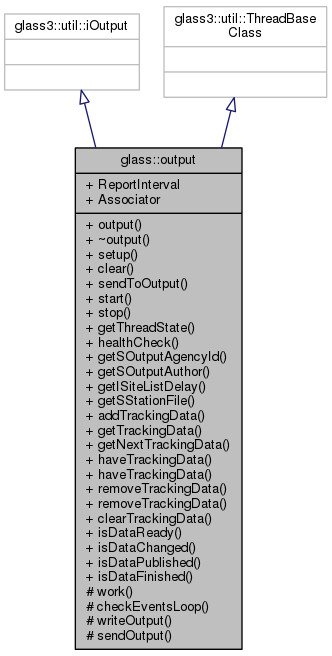 glass3::util::iOutput
glass3::util::ThreadBase
Class
glass::output
+ ReportInterval
+ Associator
+ output()
+ ~output()
+ setup()
+ clear()
+ sendToOutput()
+ start()
+ stop()
+ getThreadState()
+ healthCheck()
+ getSOutputAgencyId()
+ getSOutputAuthor()
+ getISiteListDelay()
+ getSStationFile()
+ addTrackingData()
+ getTrackingData()
+ getNextTrackingData()
+ haveTrackingData()
+ haveTrackingData()
+ removeTrackingData()
+ removeTrackingData()
+ clearTrackingData()
+ isDataReady()
+ isDataChanged()
+ isDataPublished()
+ isDataFinished()
# work()
# checkEventsLoop()
# writeOutput()
# sendOutput()